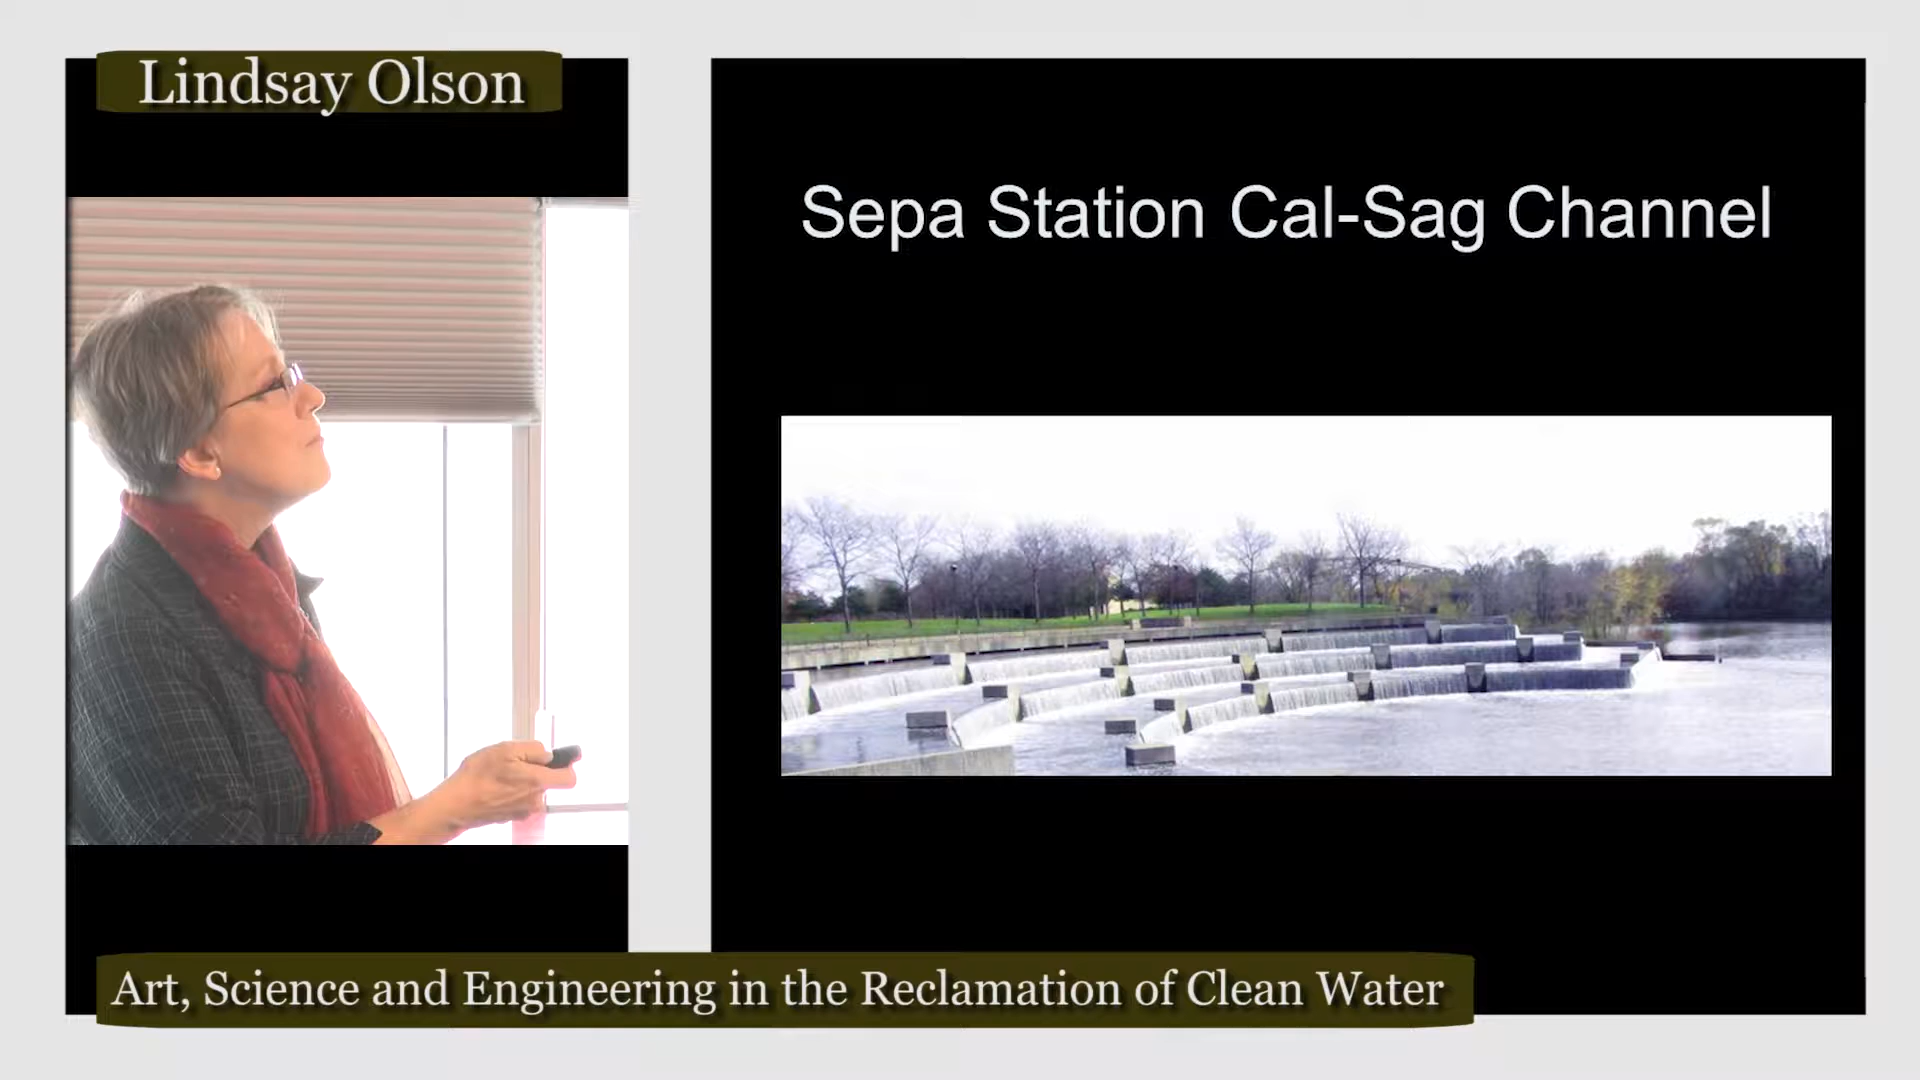 Lindsay Olson
Sepa Station Cal-Sag Channel
Art, Science and Engineering in the Reclamation of Clean Water